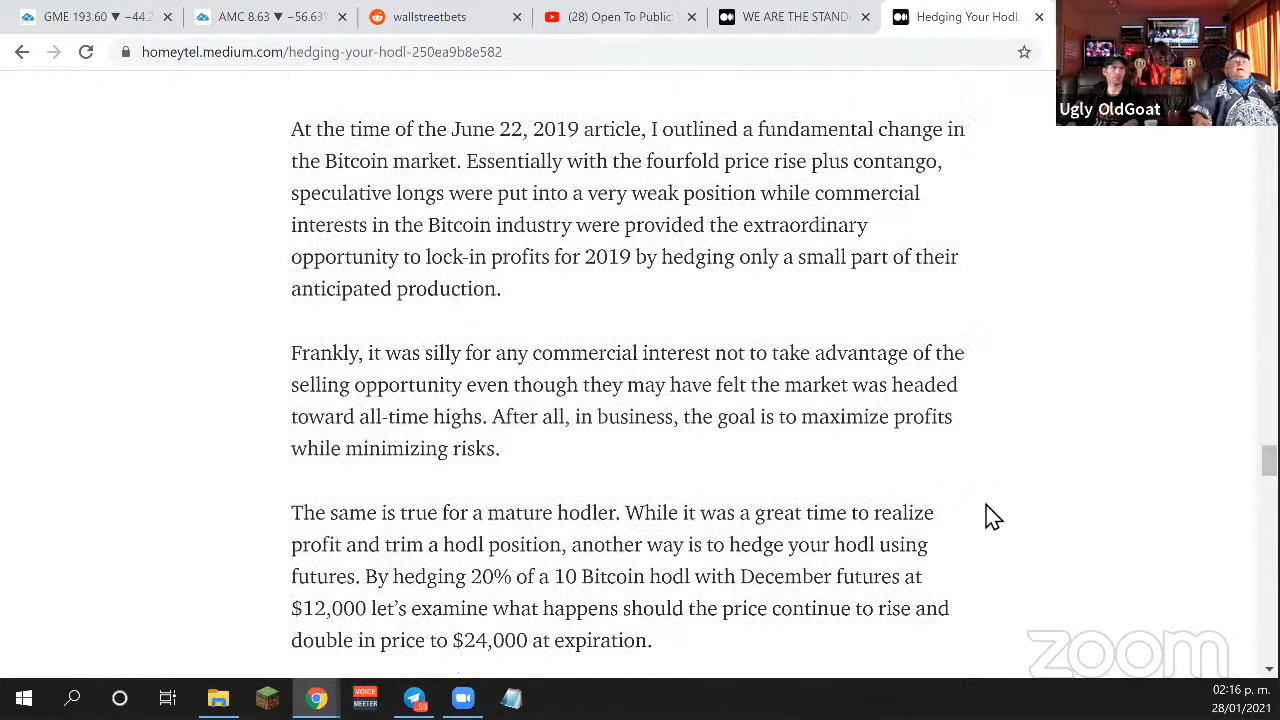 GME 193.60 ▼ -44.2
AMC 8.63 ▼ -56.63%
wallstreetbets
(28) Open To Public:
WE ARE THE STAND
Hedging Your Hodl.
homeytel.medium.com/hedging-your-hodl-
Ugly OldGoat
At the time of the June 22, 2019 article, I outlined a fundamental change in
the Bitcoin market. Essentially with the fourfold price rise plus contango,
speculative longs were put into a very weak position while commercial
interests in the Bitcoin industry were provided the extraordinary
opportunity to lock-in profits for 2019 by hedging only a small part of their
anticipated production.
Frankly, it was silly for any commercial interest not to take advantage of the
selling opportunity even though they may have felt the market was headed
toward all-time highs. After all, in business, the goal is to maximize profits
while minimizing risks.
The same is true for a mature hodler. While it was a great time to realize
profit and trim a hodl position, another way is to hedge your hodl using
futures. By hedging 20% of a 10 Bitcoin hodl with December futures at
$12,000 let's examine what happens should the price continue to rise and
double in price to $24,000 at expiration.
zoom
VOICE
MEETER
59
02:16 p. m.
28/01/2021